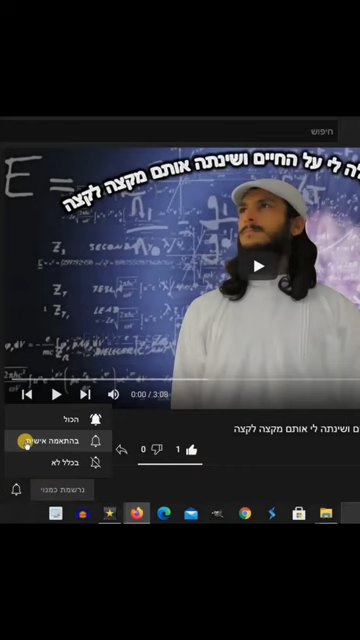 חיפוש
לה לי על החיים ושינתה אותם מקצה לקצה
E =
0:00 / 3:08
ים ושינתה לי אותם מקצה לקצה
הכול
בהתאמה אישית
בכלל לא
0
1
נרשמת כמנוי